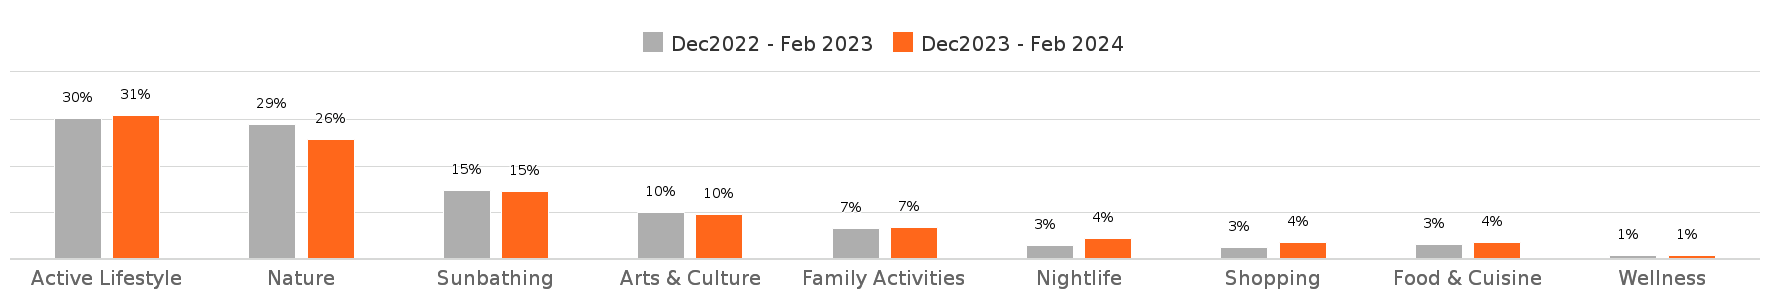 Dec2022 - Feb 2023 Dec2023 - Feb 2024
30% 31% 29% 26% 15% 15% 10% 10% 7% 7% 3% 4% 3% 4% 3% 4% 1% 1%
Active Lifestyle Nature Sunbathing Arts & Culture Family Activities Nightlife Shopping Food & Cuisine Wellness